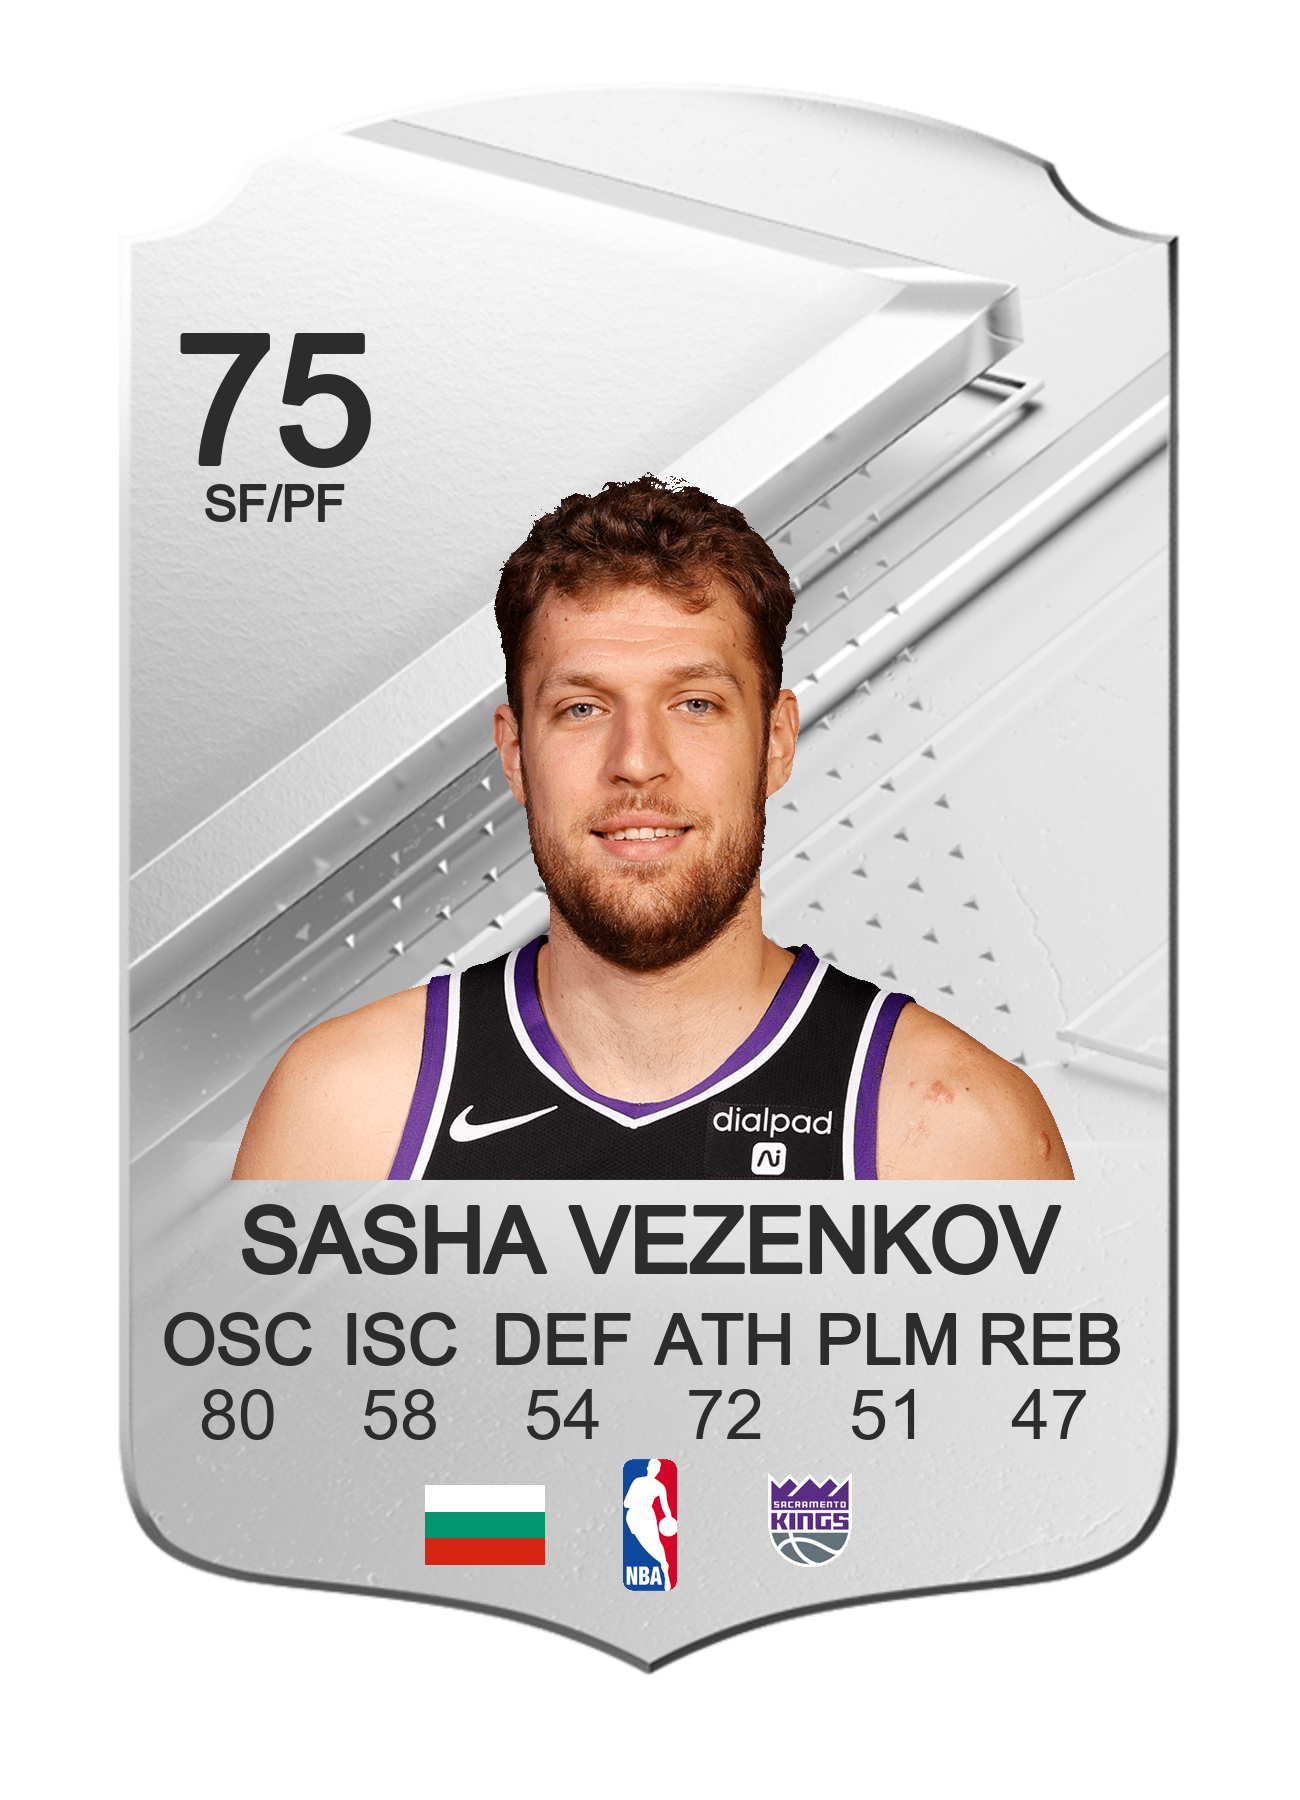 75
SF/PF
dialpad
Ai
SASHA VEZENKOV
OSC ISC DEF ATH PLM REB
80 58 54 72 51 47
NBA
SACRAMENTO
KINGS